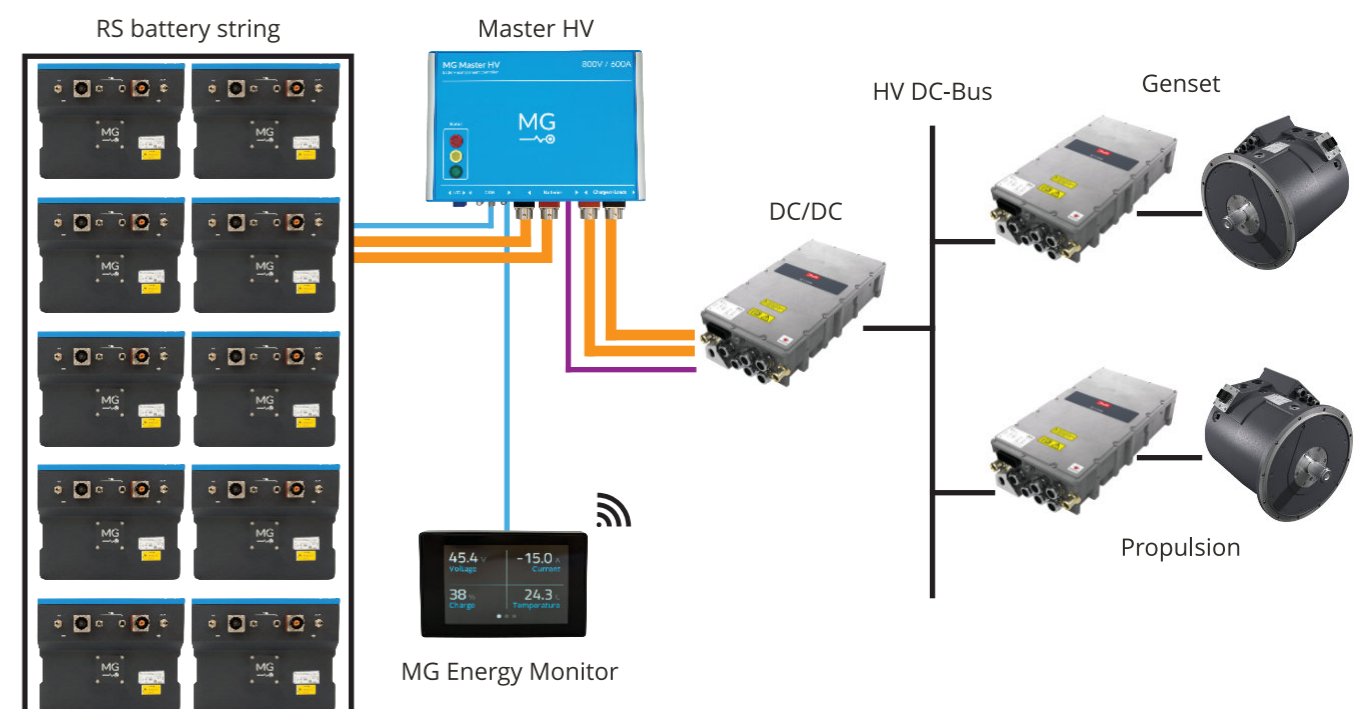 RS battery string
Master HV
MG Master HV
800V / 600A
MG
HV DC-Bus
Genset
DC/DC
Propulsion
45.4 V
Voltage
-15.0 A
Current
38 %
Charge
24.3
Temperature
MG Energy Monitor
MG
MG
MG
MG
MG
MG
MG
MG
MG
MG